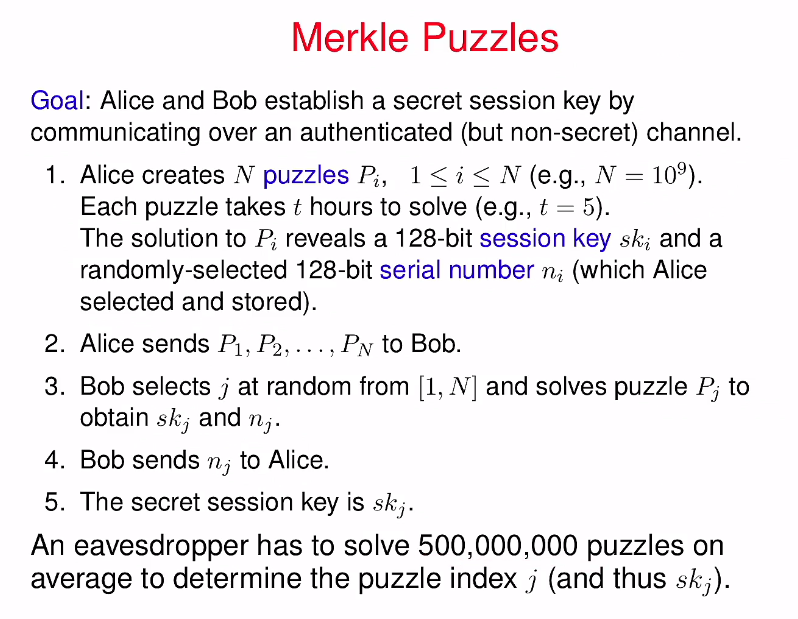 Merkle Puzzles
Goal: Alice and Bob establish a secret session key by
communicating over an authenticated (but non-secret) channel.
1. Alice creates N puzzles P_i, 1 ≤ i ≤ N (e.g., N = 10^9).
Each puzzle takes t hours to solve (e.g., t = 5).
The solution to P_i reveals a 128-bit session key sk_i and a
randomly-selected 128-bit serial number n_i (which Alice
selected and stored).
2. Alice sends P_1, P_2, . . . , P_N to Bob.
3. Bob selects j at random from [1, N] and solves puzzle P_j to
obtain sk_j and n_j.
4. Bob sends n_j to Alice.
5. The secret session key is sk_j.
An eavesdropper has to solve 500,000,000 puzzles on
average to determine the puzzle index j (and thus sk_j).